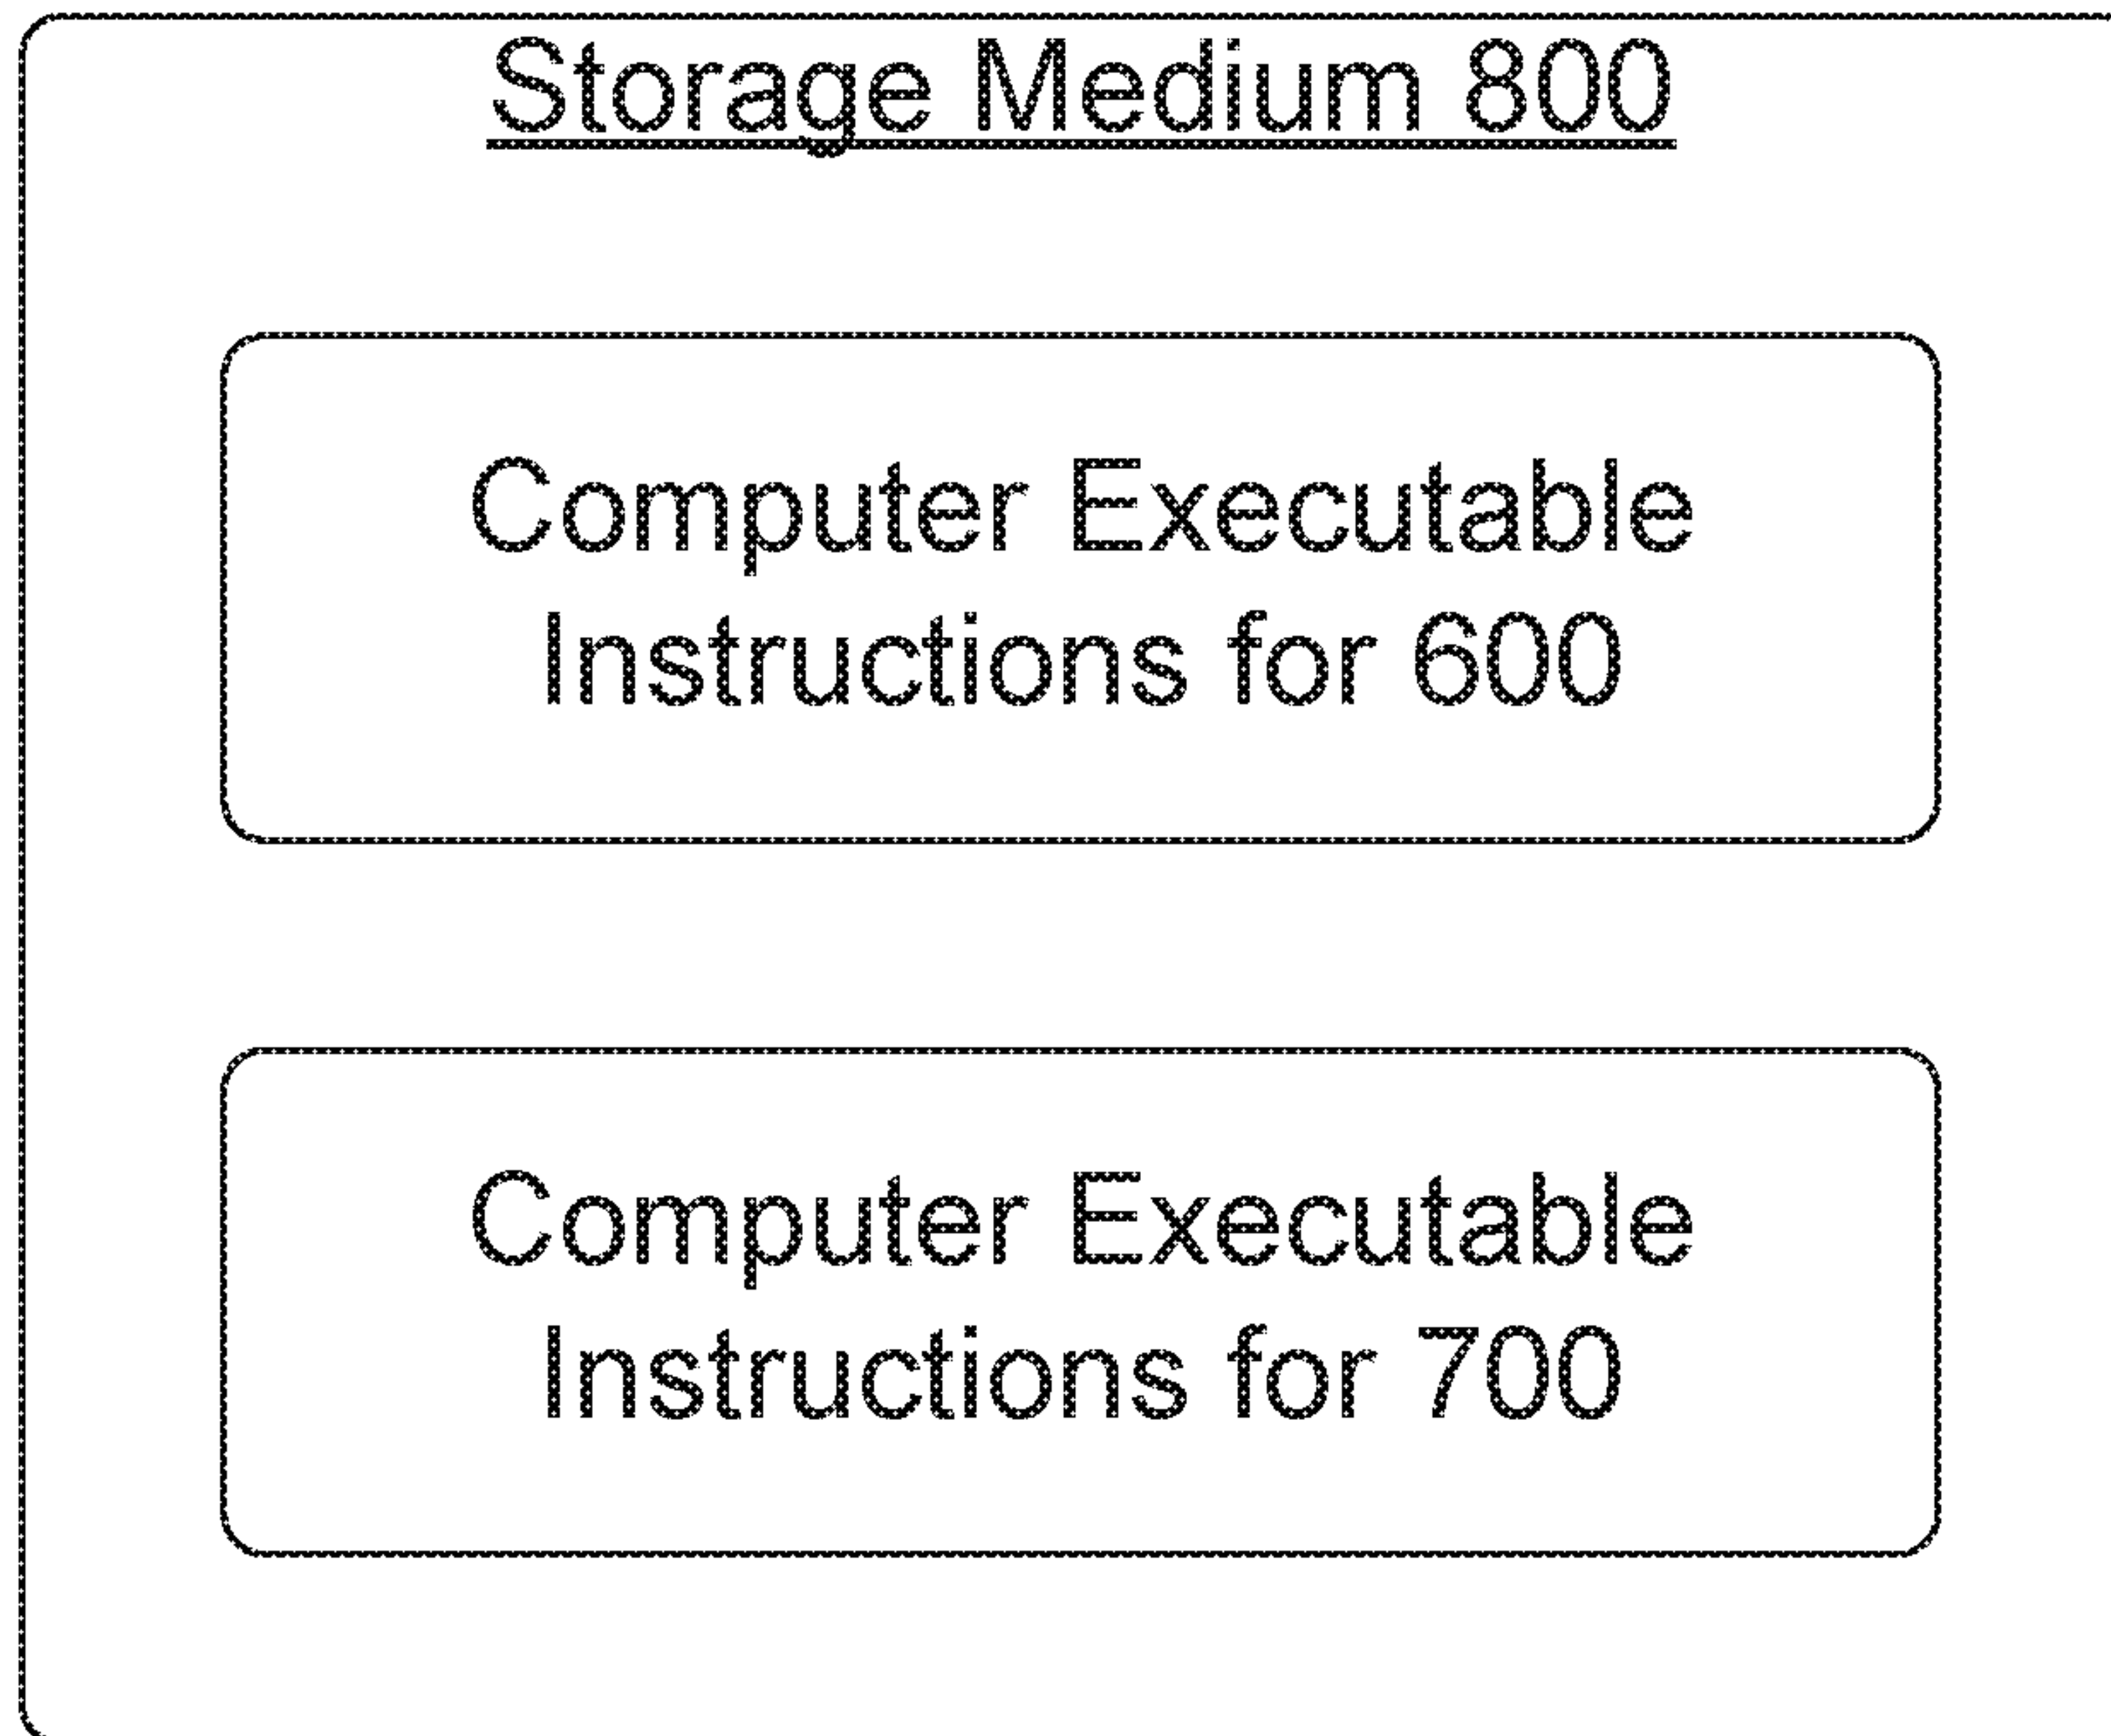 Storage Medium 800
Computer Executable
Instructions for 600
Computer Executable
Instructions for 700